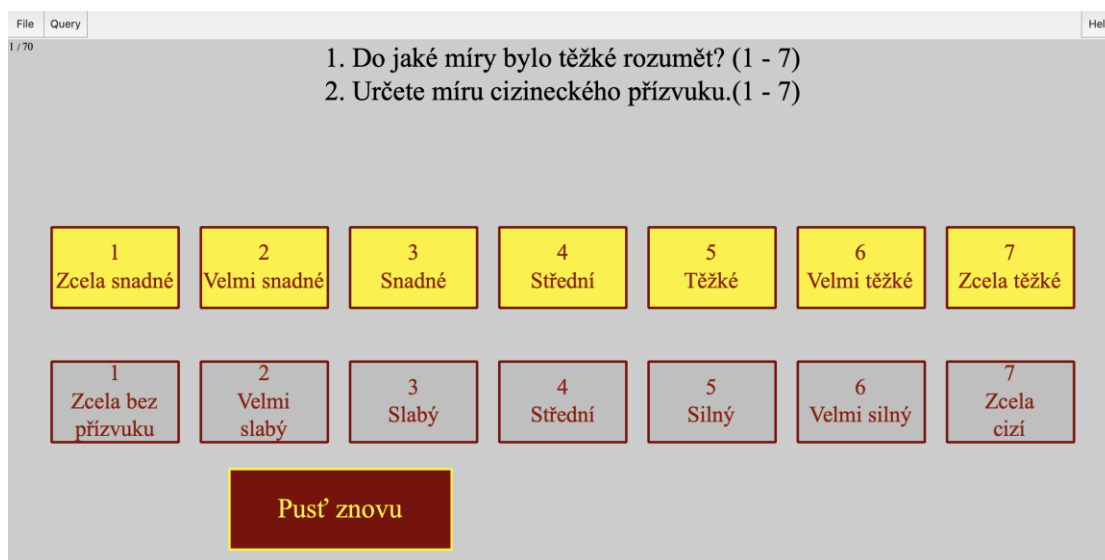 File Query Hel
1 / 70
1. Do jaké míry bylo těžké rozumět? (1 - 7)
2. Určete míru cizineckého přízvuku.(1 - 7)
1 2 3 4 5 6 7
Zcela snadné Velmi snadné Snadné Střední Těžké Velmi těžké Zcela těžké
1
Zcela bez
přízvuku
2
Velmi
slabý
3
Slabý
4
Střední
5
Silný
6
Velmi silný
7
Zcela
cizí
Pusť znovu